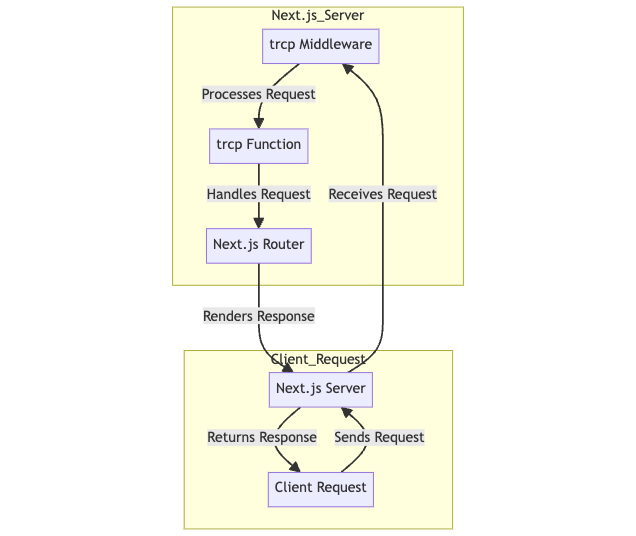 Next.js_Server
trcp Middleware
Processes Request
trcp Function
Handles Request
Receives Request
Next.js Router
Renders Response
Client_Request
Next.js Server
Returns Response
Sends Request
Client Request